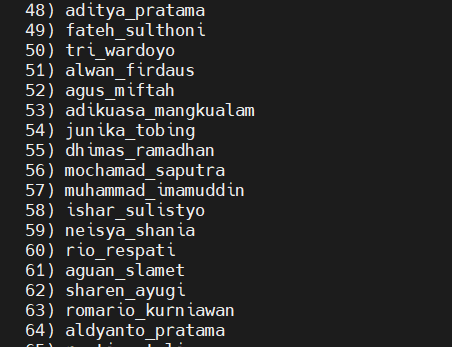 48) aditya_pratama
49) fateh_sulthoni
50) tri_wardoyo
51) alwan_firdaus
52) agus_miftah
53) adikuasa_mangkualam
54) junika_tobing
55) dhimas_ramadhan
56) mochamad_saputra
57) muhammad_imamuddin
58) ishar_sulistyo
59) neisya_shania
60) rio_respati
61) aguan_slamet
62) sharen_ayugi
63) romario_kurniawan
64) aldyanto_pratama
65)